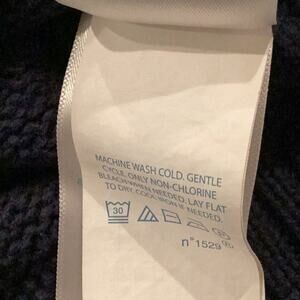 MACHINE WASH COLD. GENTLE
CYCLE. ONLY NON-CHLORINE
BLEACH WHEN NEEDED. LAY FLAT
TO DRY. COOL IRON IF NEEDED.
30
n°1529